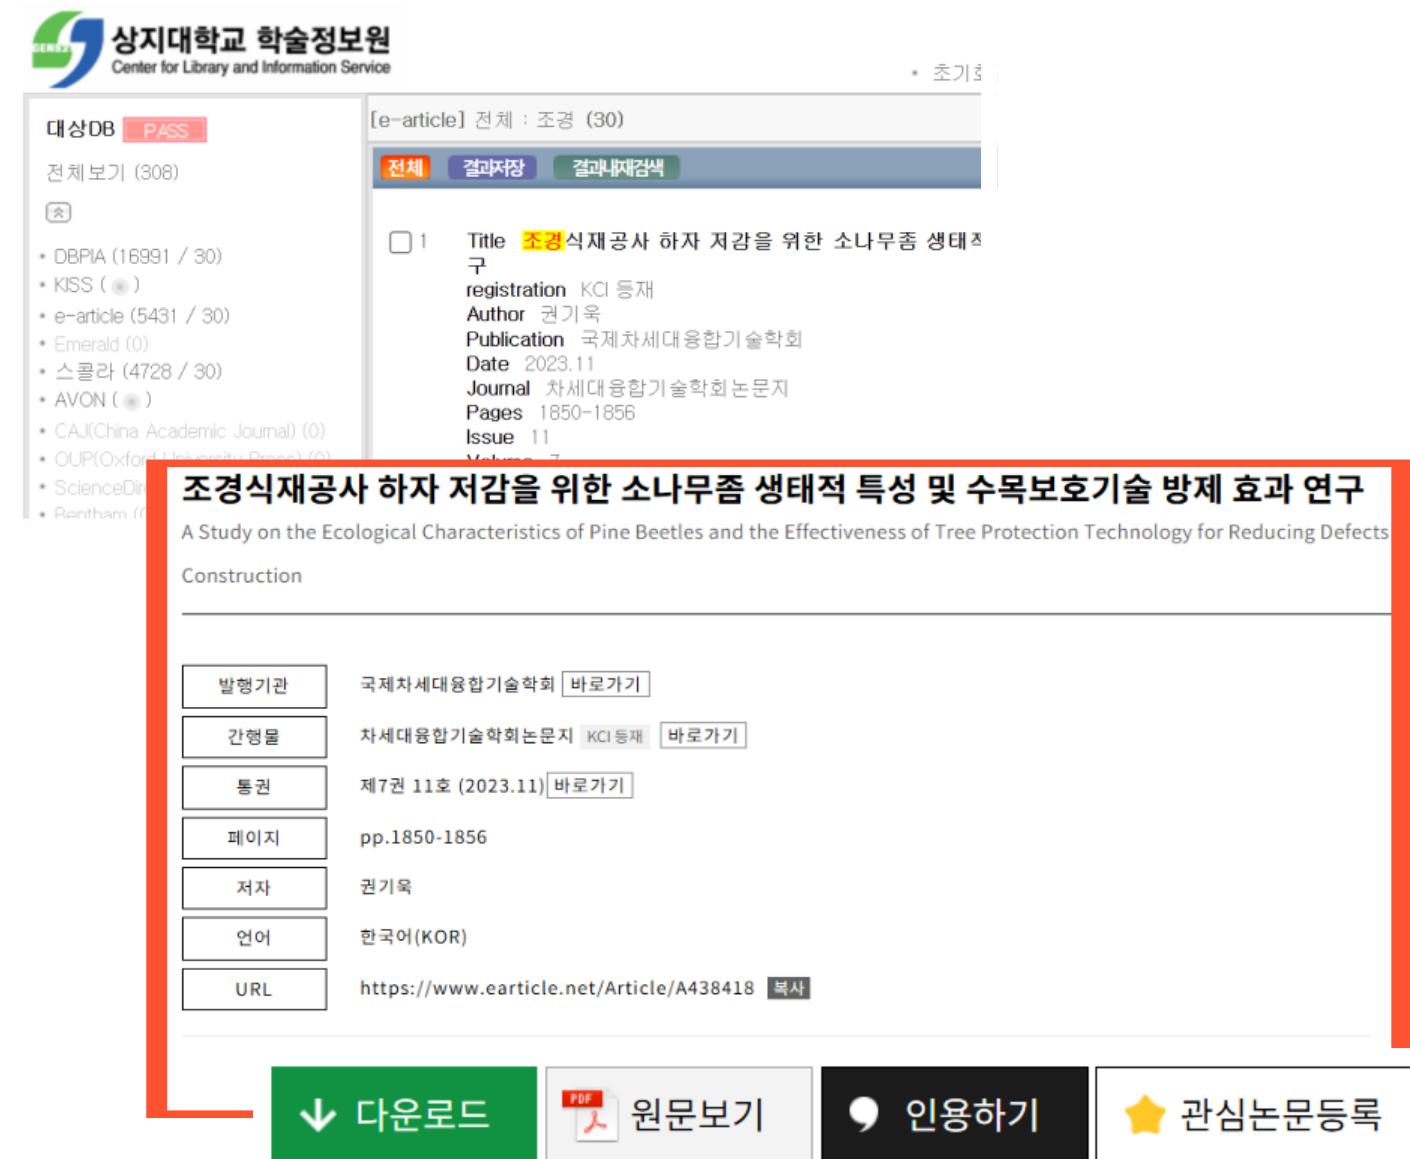 GENS2
상지대학교 학술정보원
Center for Library and Information Service
• 초기
대상DB PASS
전체보기 (308)
• DBPIA (16991 / 30)
• KISS ( )
• e-article (5431 / 30)
• Emerald (0)
• 스콜라 (4728 / 30)
• AVON ( )
• CAJ(China Academic Journal) (0)
• OUP(Oxford University Press) (0)
• ScienceDir
• Bentham (
[e-article] 전체 : 조경 (30)
전체 결과저장 결과내재검색
1 Title 조경식재공사 하자 저감을 위한 소나무좀 생태적
구
registration KCI 등재
Author 권기욱
Publication 국제차세대융합기술학회
Date 2023.11
Journal 차세대융합기술학회논문지
Pages 1850-1856
Issue 11
Volume 7
조경식재공사 하자 저감을 위한 소나무좀 생태적 특성 및 수목보호기술 방제 효과 연구
A Study on the Ecological Characteristics of Pine Beetles and the Effectiveness of Tree Protection Technology for Reducing Defects
Construction
발행기관 국제차세대융합기술학회 바로가기
간행물 차세대융합기술학회논문지 KCI 등재 바로가기
통권 제7권 11호 (2023.11) 바로가기
페이지 pp.1850-1856
저자 권기욱
언어 한국어(KOR)
URL https://www.earticle.net/Article/A438418 복사
다운로드 PDF 원문보기 인용하기 관심논문등록